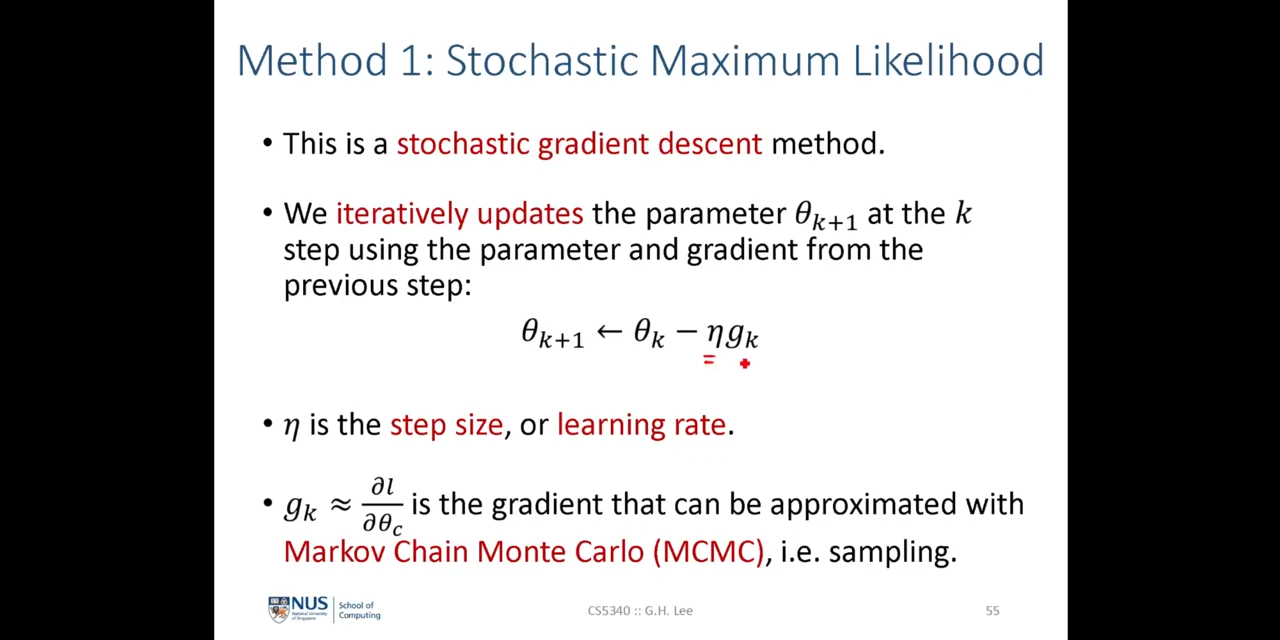 Method 1: Stochastic Maximum Likelihood
• This is a stochastic gradient descent method.
• We iteratively updates the parameter θₖ₊₁ at the k
step using the parameter and gradient from the
previous step:
θₖ₊₁ ← θₖ − ηgₖ
• η is the step size, or learning rate.
• gₖ ≈ ∂l/∂θ_c is the gradient that can be approximated with
Markov Chain Monte Carlo (MCMC), i.e. sampling.
NUS
National University
of Singapore
School of
Computing
CS5340 :: G.H. Lee
55